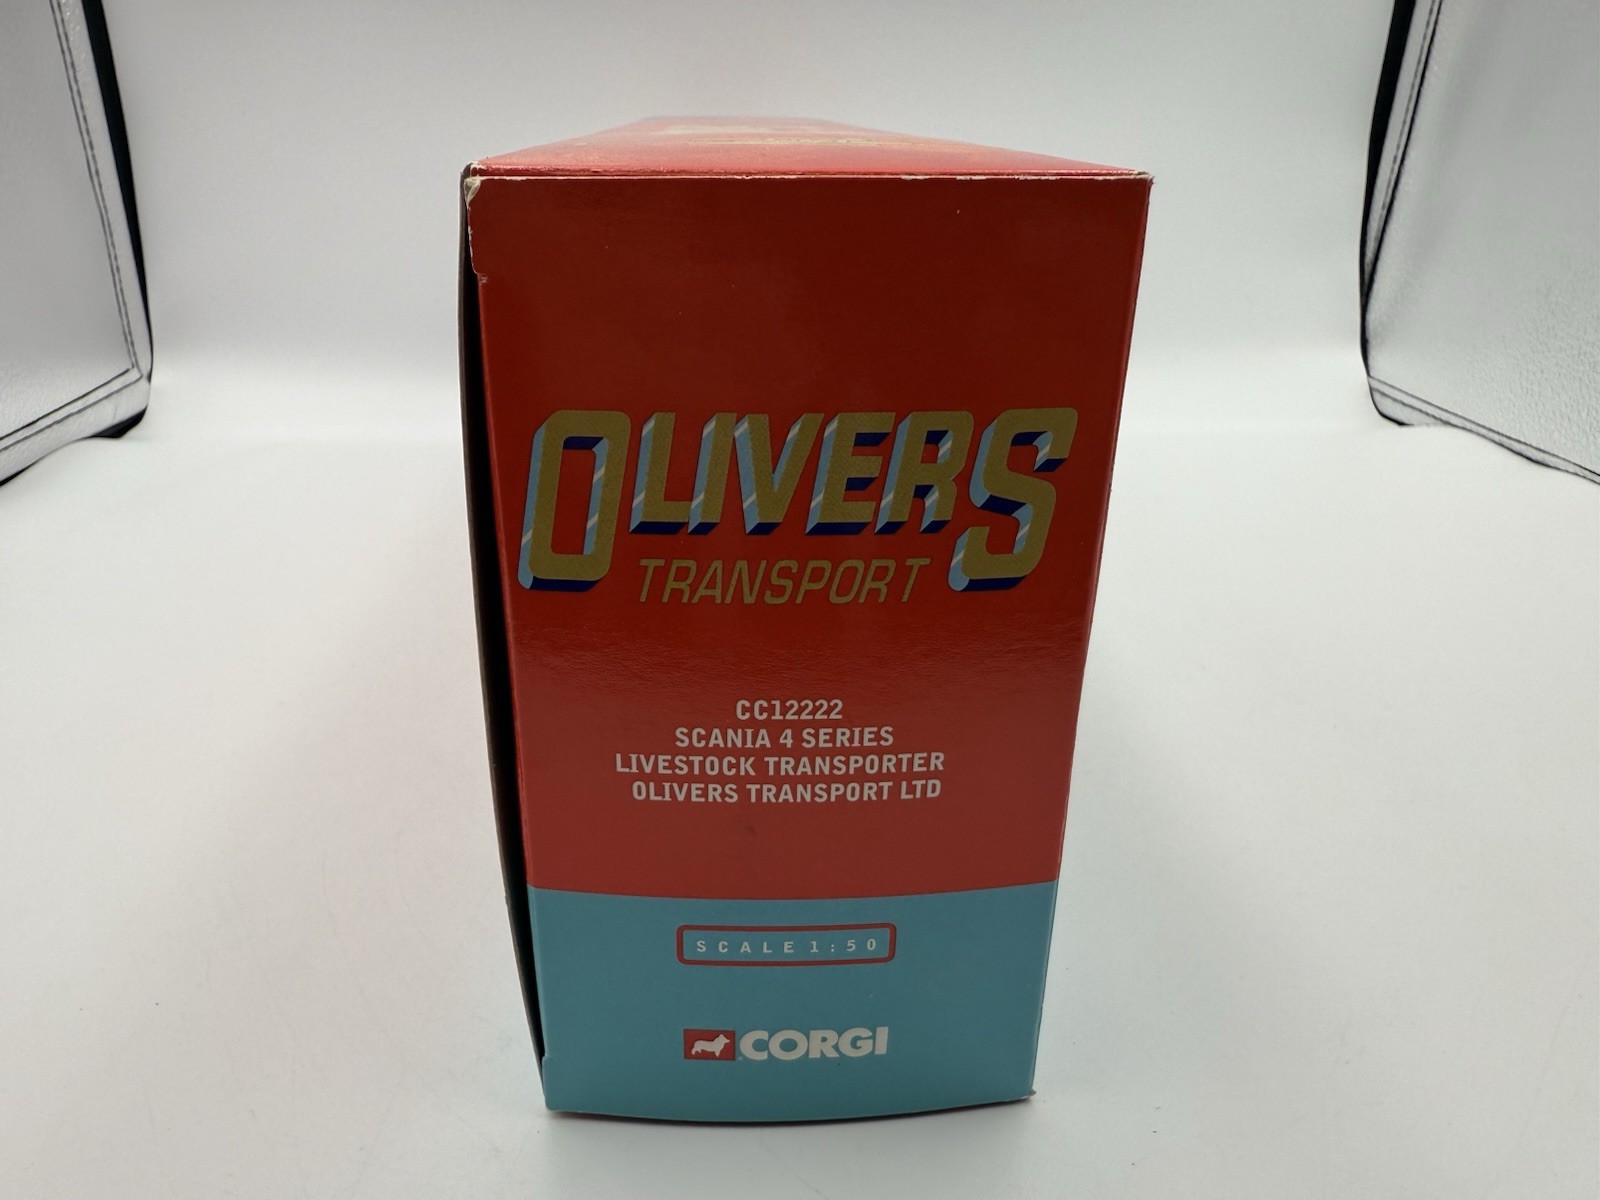 OLIVERS
TRANSPORT
CC12222
SCANIA 4 SERIES
LIVESTOCK TRANSPORTER
OLIVERS TRANSPORT LTD
SCALE 1:50
CORGI